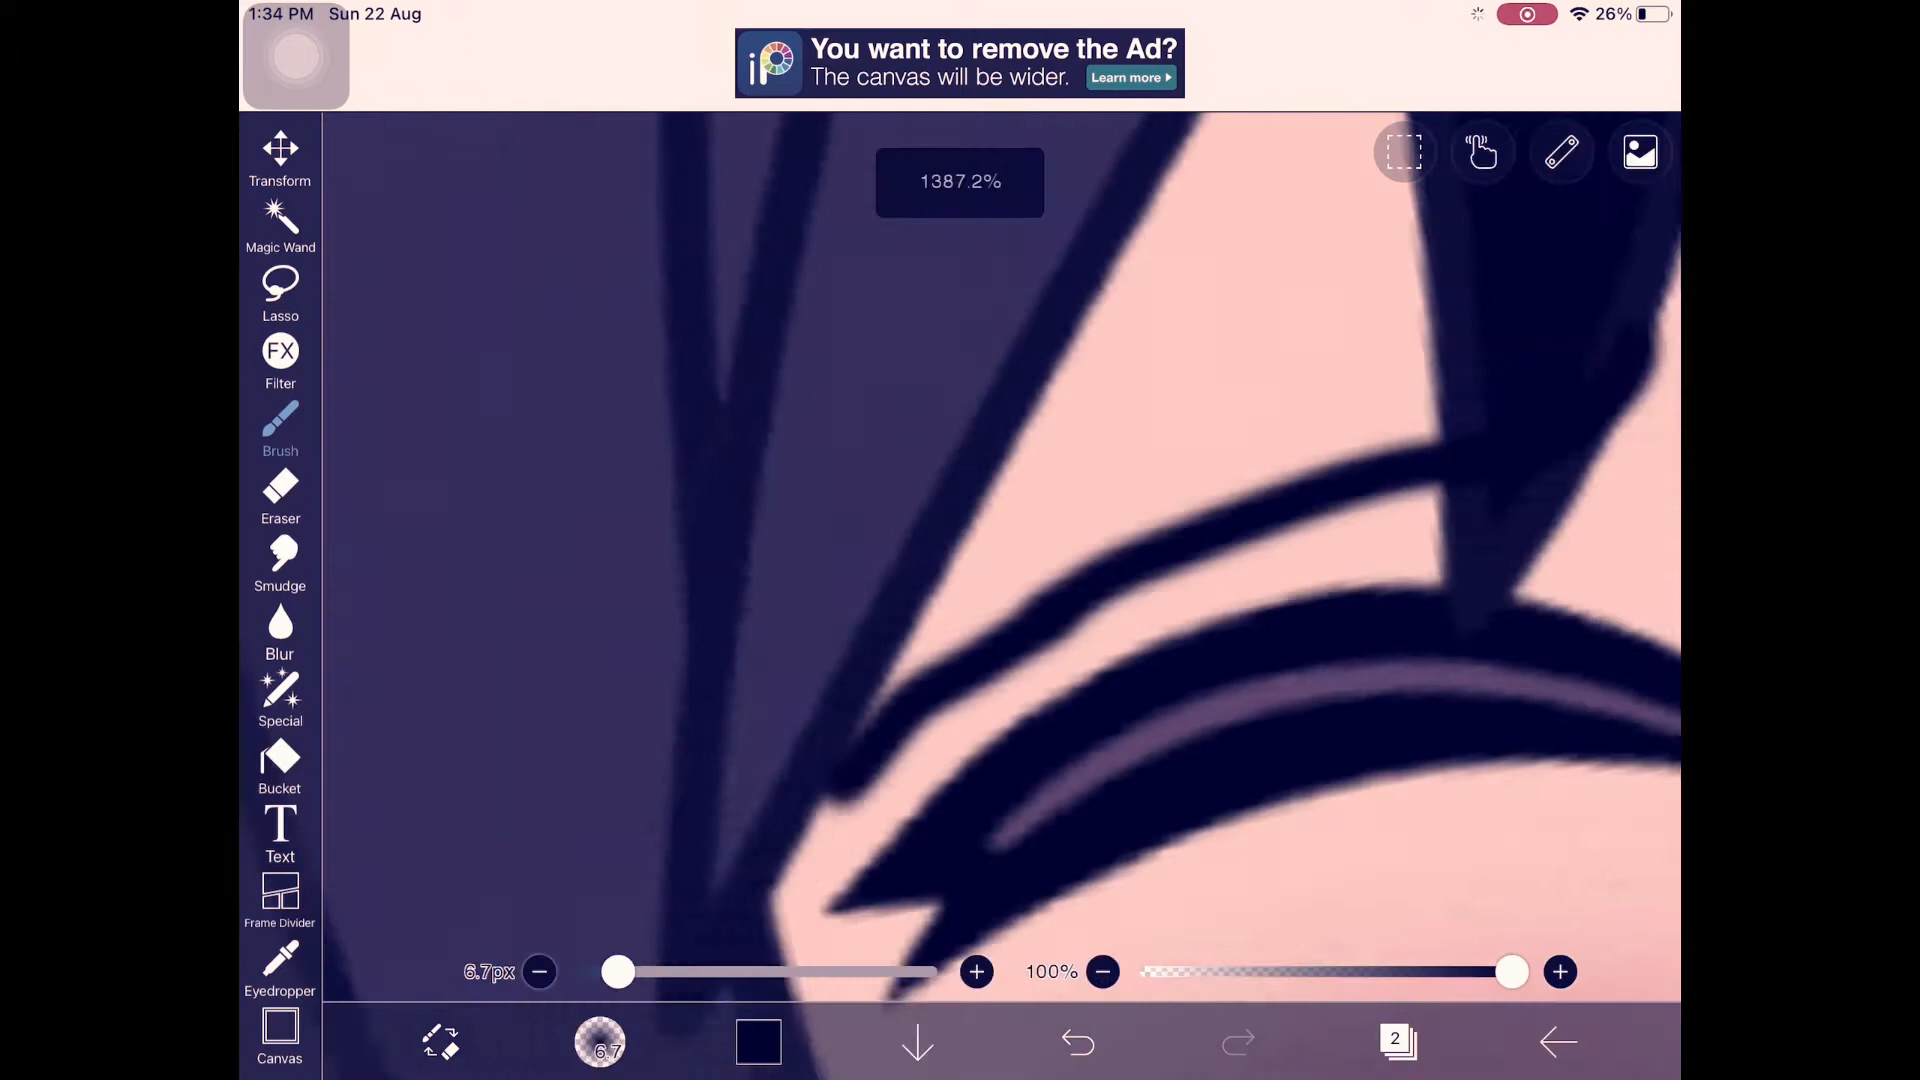 1:34 PM Sun 22 Aug
26%
iP
You want to remove the Ad?
The canvas will be wider. Learn more
1387.2%
Transform
Magic Wand
Lasso
FX
Filter
Brush
Eraser
Smudge
Blur
Special
Bucket
T
Text
Frame Divider
Eyedropper
Canvas
6.7px
100%
6.7
2